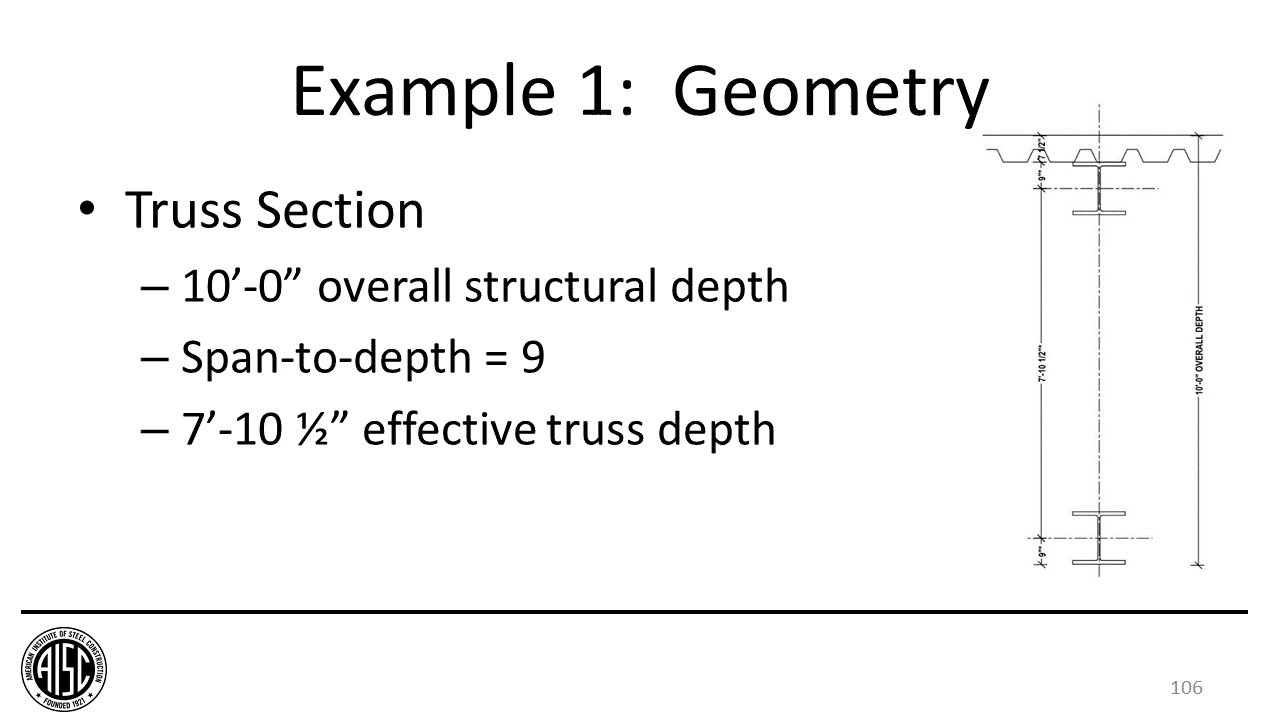 Example 1: Geometry
• Truss Section
– 10’-0” overall structural depth
– Span-to-depth = 9
– 7’-10 ½” effective truss depth
7 1/2"
9"±
7'-10 1/2"±
9"±
10'-0" OVERALL DEPTH
AMERICAN INSTITUTE OF STEEL CONSTRUCTION
AISC
FOUNDED 1921
106